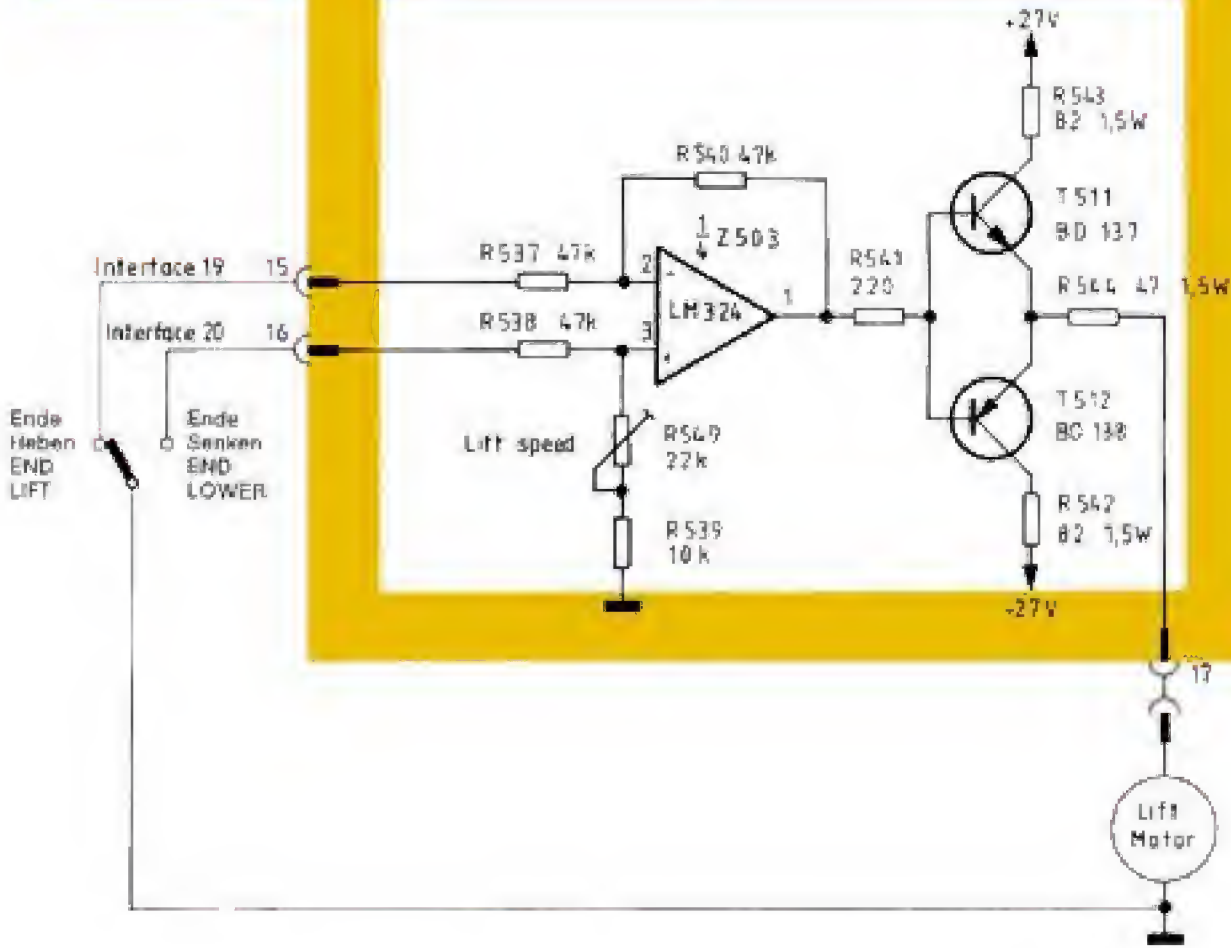 +27V
R543
82 1,5W
R540 47k
T511
BD 137
1/4 Z503
R537 47k
Interface 19 15
2
-
R541
220
R544 47 1,5W
LM324
1
R538 47k
Interface 20 16
3
+
T512
BD 138
Ende
Heben
END
LIFT
Ende
Senken
END
LOWER
Lift speed
R549
22k
R542
82 1,5W
R539
10k
-27V
17
Lift
Motor